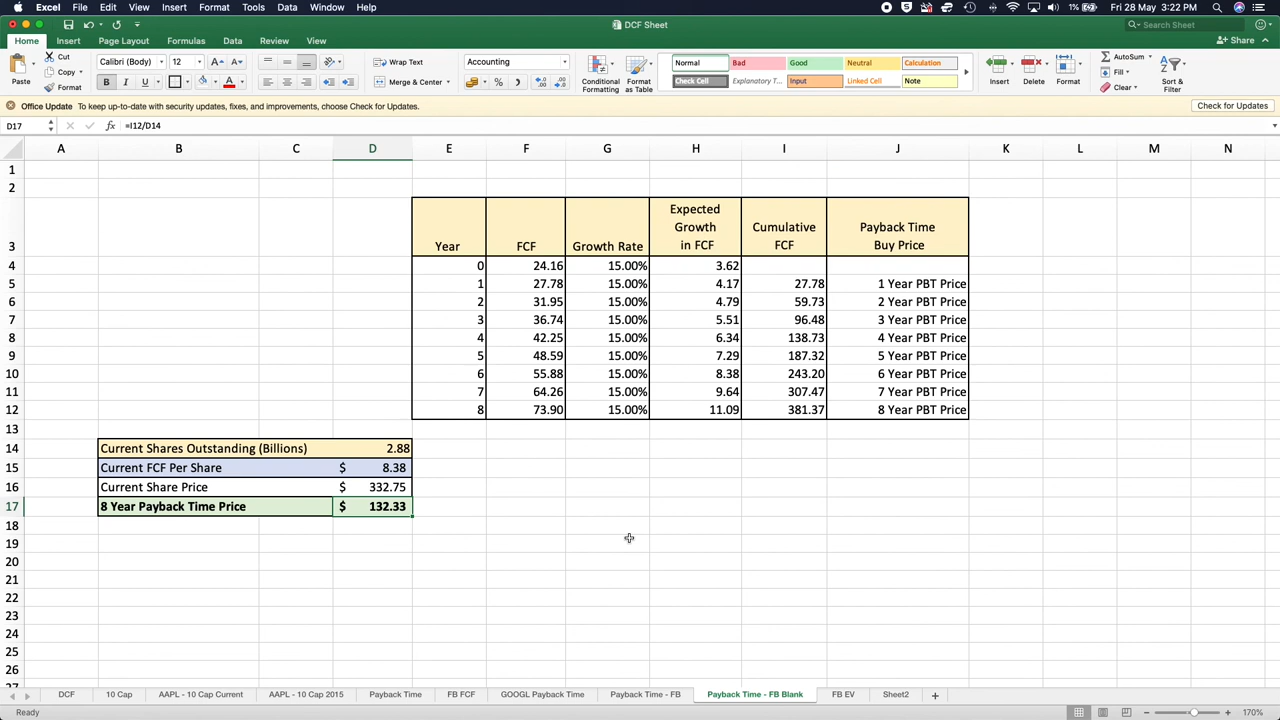 Excel File Edit View Insert Format Tools Data Window Help 1% Fri 28 May 3:22 PM
DCF Sheet Search Sheet
Home Insert Page Layout Formulas Data Review View Share
Paste Cut Copy Format Calibri (Body) 12 Wrap Text Merge & Center Accounting Conditional Formatting Format as Table Normal Bad Good Neutral Calculation Insert Delete Format AutoSum Fill Clear Sort & Filter
Check Cell Explanatory T... Input Linked Cell Note
Office Update To keep up-to-date with security updates, fixes, and improvements, choose Check for Updates. Check for Updates
D17 fx =I12/D14
A B C D E F G H I J K L M N
1
2
3 Year FCF Growth Rate Expected Growth in FCF Cumulative FCF Payback Time Buy Price
4 0 24.16 15.00% 3.62
5 1 27.78 15.00% 4.17 27.78 1 Year PBT Price
6 2 31.95 15.00% 4.79 59.73 2 Year PBT Price
7 3 36.74 15.00% 5.51 96.48 3 Year PBT Price
8 4 42.25 15.00% 6.34 138.73 4 Year PBT Price
9 5 48.59 15.00% 7.29 187.32 5 Year PBT Price
10 6 55.88 15.00% 8.38 243.20 6 Year PBT Price
11 7 64.26 15.00% 9.64 307.47 7 Year PBT Price
12 8 73.90 15.00% 11.09 381.37 8 Year PBT Price
13
14 Current Shares Outstanding (Billions) 2.88
15 Current FCF Per Share $ 8.38
16 Current Share Price $ 332.75
17 8 Year Payback Time Price $ 132.33
18
19
20
21
22
23
24
25
26
DCF 10 Cap AAPL - 10 Cap Current AAPL - 10 Cap 2015 Payback Time FB FCF GOOGL Payback Time Payback Time - FB Payback Time - FB Blank FB EV Sheet2
Ready 170%